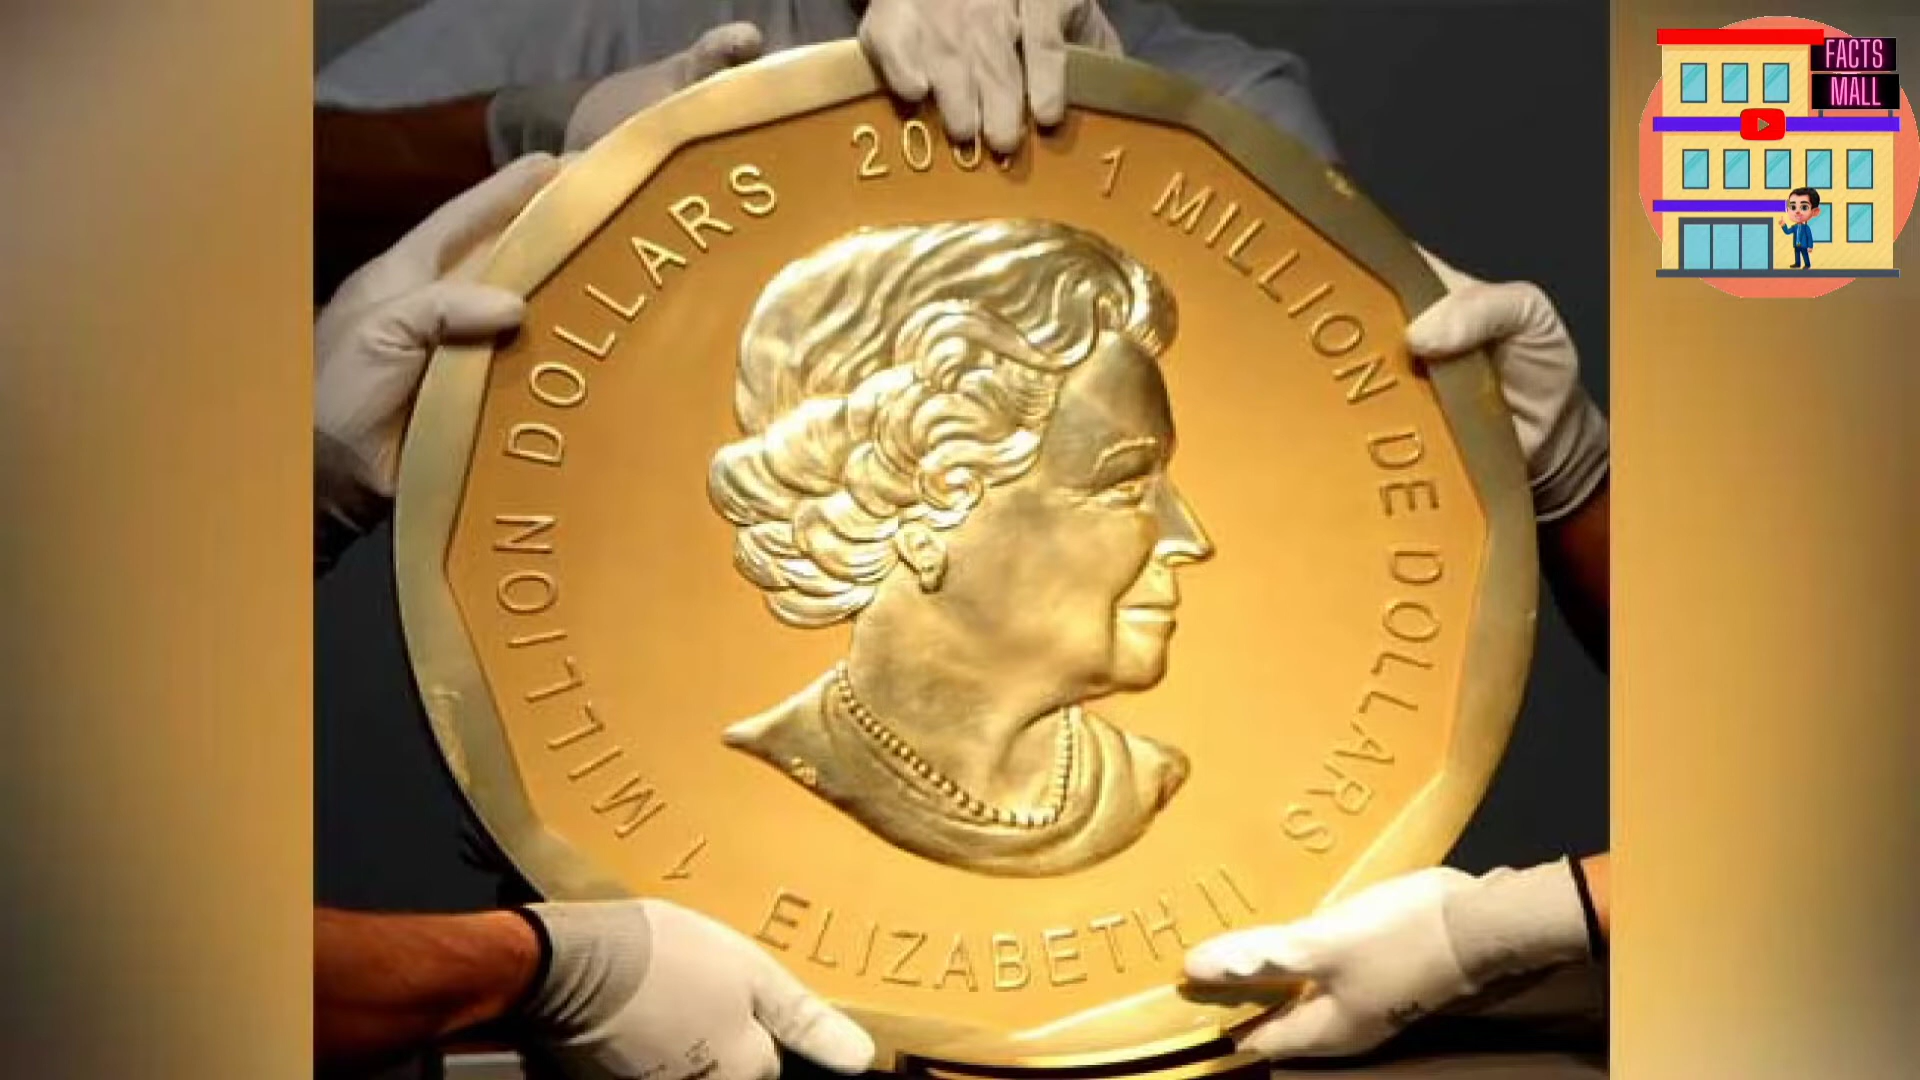 1 MILLION DOLLARS
1 MILLION DE DOLLARS
ELIZABETH II
FACTS
MALL